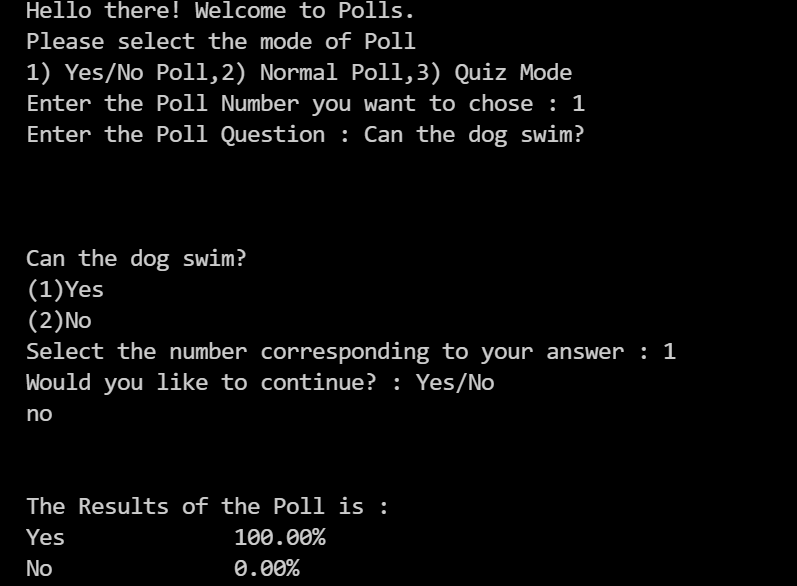 Hello there! Welcome to Polls.
Please select the mode of Poll
1) Yes/No Poll,2) Normal Poll,3) Quiz Mode
Enter the Poll Number you want to chose : 1
Enter the Poll Question : Can the dog swim?
Can the dog swim?
(1)Yes
(2)No
Select the number corresponding to your answer : 1
Would you like to continue? : Yes/No
no
The Results of the Poll is :
Yes 100.00%
No 0.00%